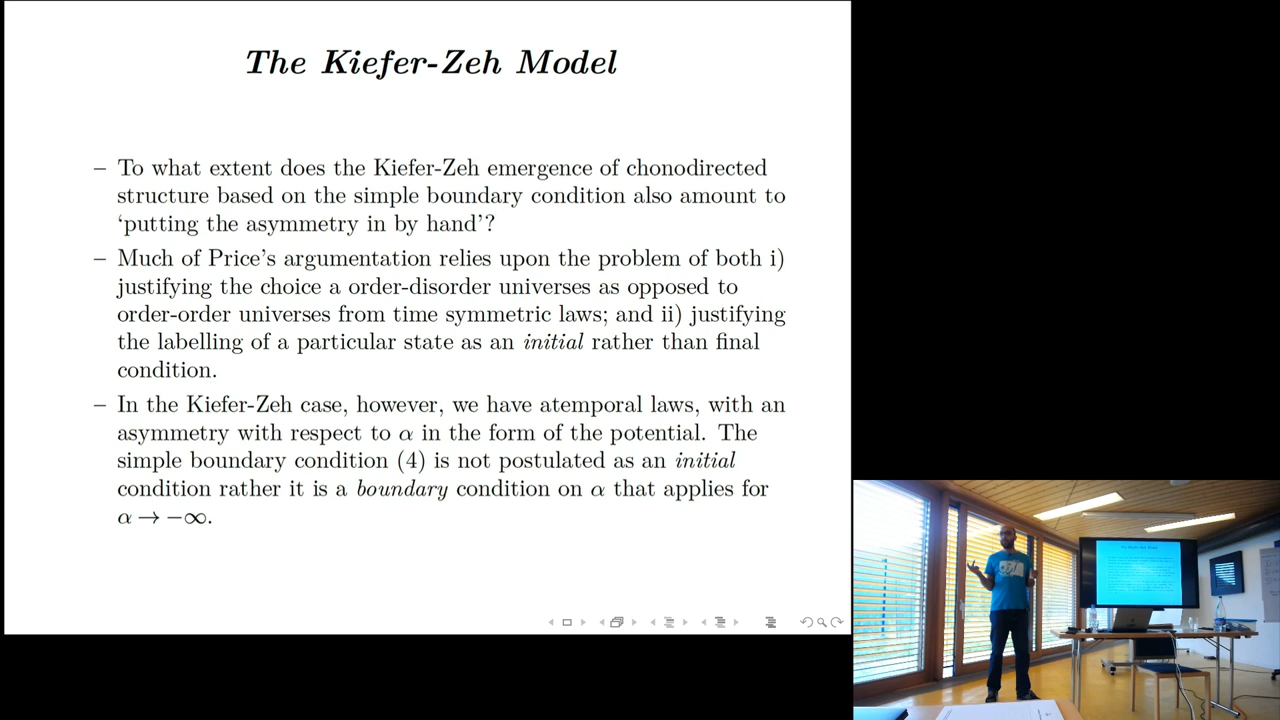 The Kiefer-Zeh Model
– To what extent does the Kiefer-Zeh emergence of chonodirected
structure based on the simple boundary condition also amount to
‘putting the asymmetry in by hand’?
– Much of Price’s argumentation relies upon the problem of both i)
justifying the choice a order-disorder universes as opposed to
order-order universes from time symmetric laws; and ii) justifying
the labelling of a particular state as an initial rather than final
condition.
– In the Kiefer-Zeh case, however, we have atemporal laws, with an
asymmetry with respect to α in the form of the potential. The
simple boundary condition (4) is not postulated as an initial
condition rather it is a boundary condition on α that applies for
α → −∞.